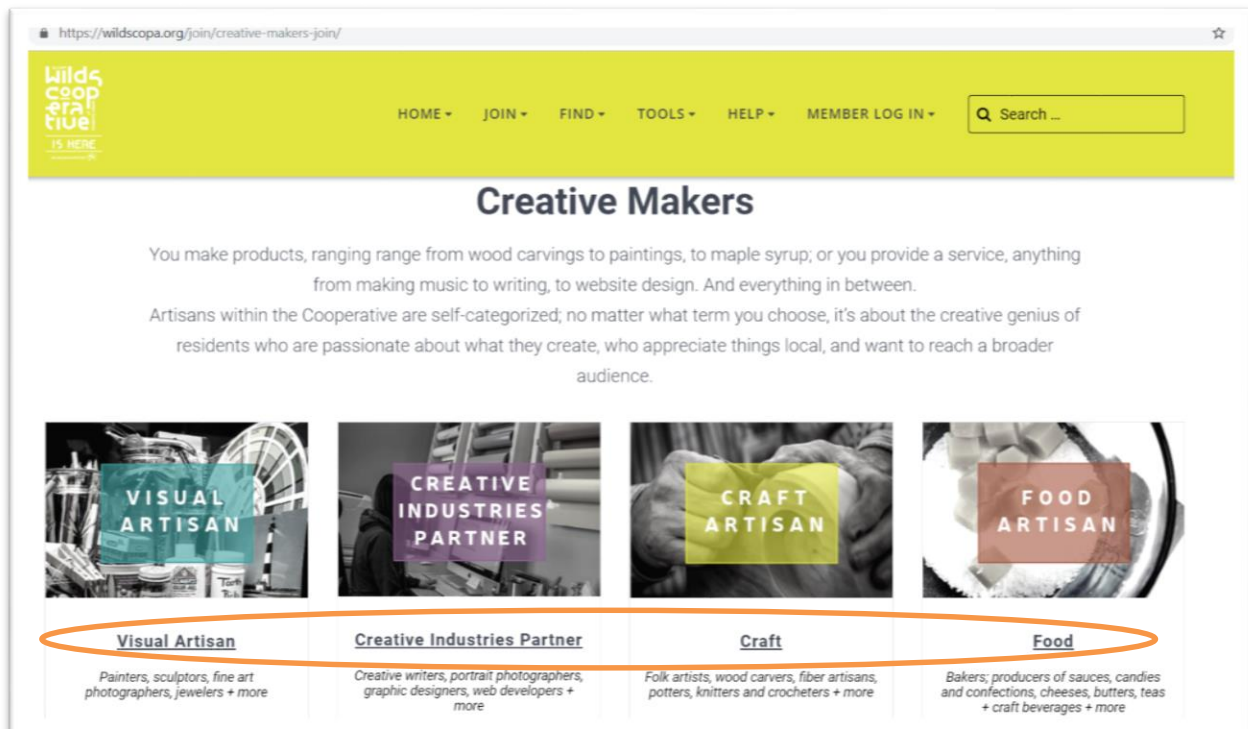 https://wildscopa.org/join/creative-makers-join/
wilds
coop
era!
tive
IS HERE
HOME JOIN FIND TOOLS HELP MEMBER LOG IN Search ...
Creative Makers
You make products, ranging range from wood carvings to paintings, to maple syrup; or you provide a service, anything
from making music to writing, to website design. And everything in between.
Artisans within the Cooperative are self-categorized; no matter what term you choose, it's about the creative genius of
residents who are passionate about what they create, who appreciate things local, and want to reach a broader
audience.
VISUAL
ARTISAN
CREATIVE
INDUSTRIES
PARTNER
CRAFT
ARTISAN
FOOD
ARTISAN
Visual Artisan
Painters, sculptors, fine art
photographers, jewelers + more
Creative Industries Partner
Creative writers, portrait photographers,
graphic designers, web developers +
more
Craft
Folk artists, wood carvers, fiber artisans,
potters, knitters and crocheters + more
Food
Bakers; producers of sauces, candies
and confections, cheeses, butters, teas
+ craft beverages + more